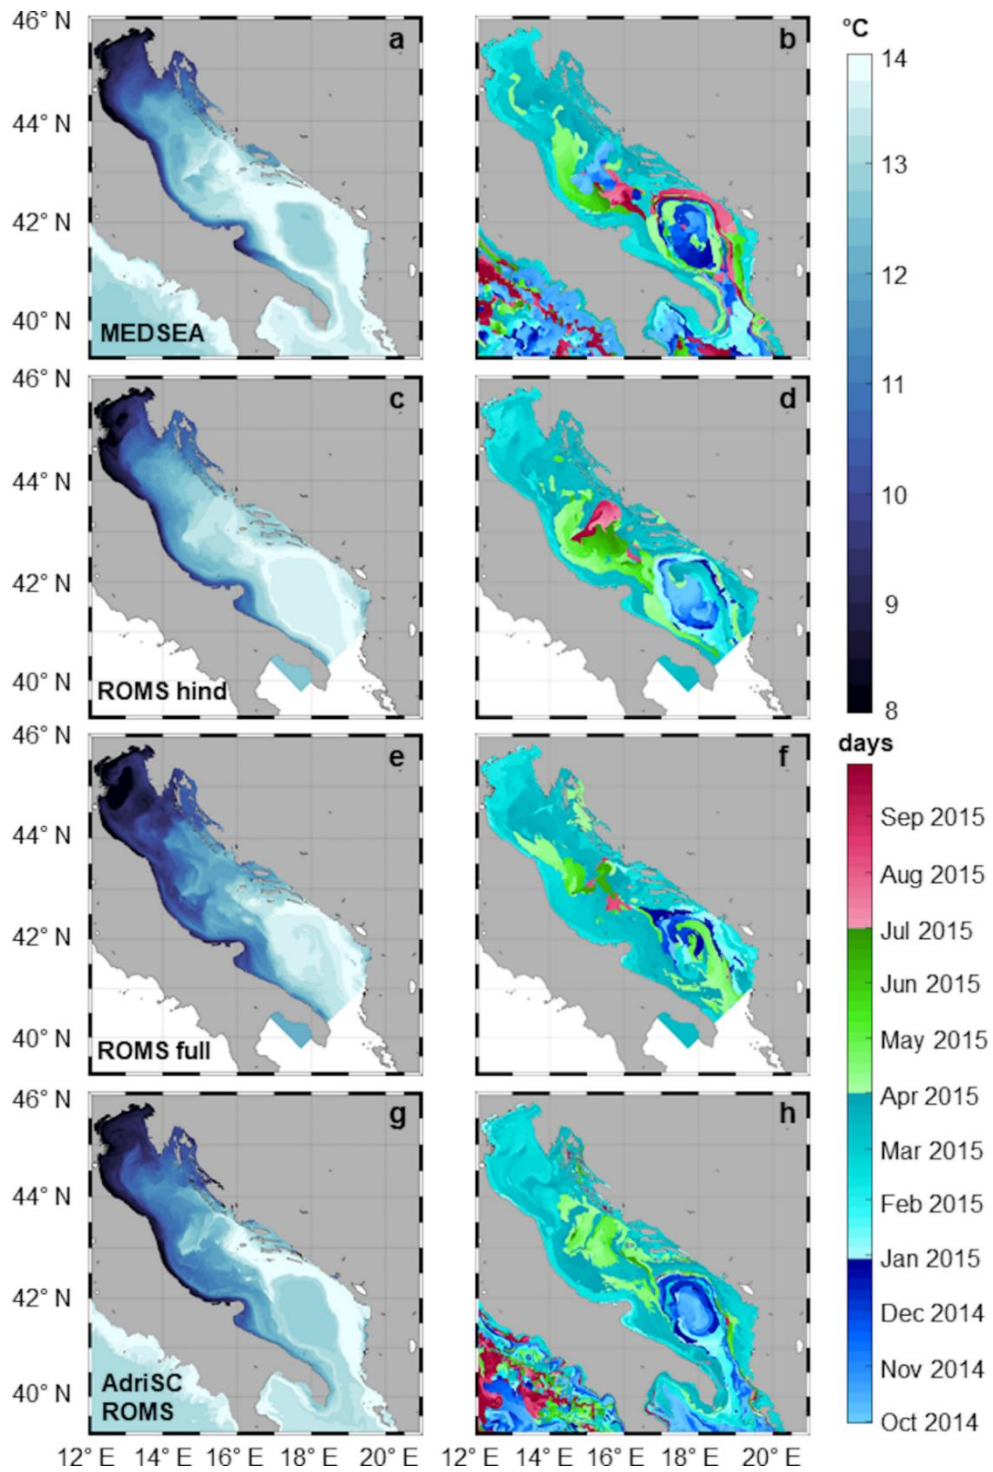 46° N
44° N
42° N
40° N
a
MEDSEA
b
°C
14
13
12
11
10
9
8
46° N
44° N
42° N
40° N
c
ROMS hind
d
46° N
44° N
42° N
40° N
e
ROMS full
f
days
Sep 2015
Aug 2015
Jul 2015
Jun 2015
May 2015
Apr 2015
Mar 2015
Feb 2015
Jan 2015
Dec 2014
Nov 2014
Oct 2014
46° N
44° N
42° N
40° N
g
AdriSC
ROMS
h
12° E 14° E 16° E 18° E 20° E
12° E 14° E 16° E 18° E 20° E